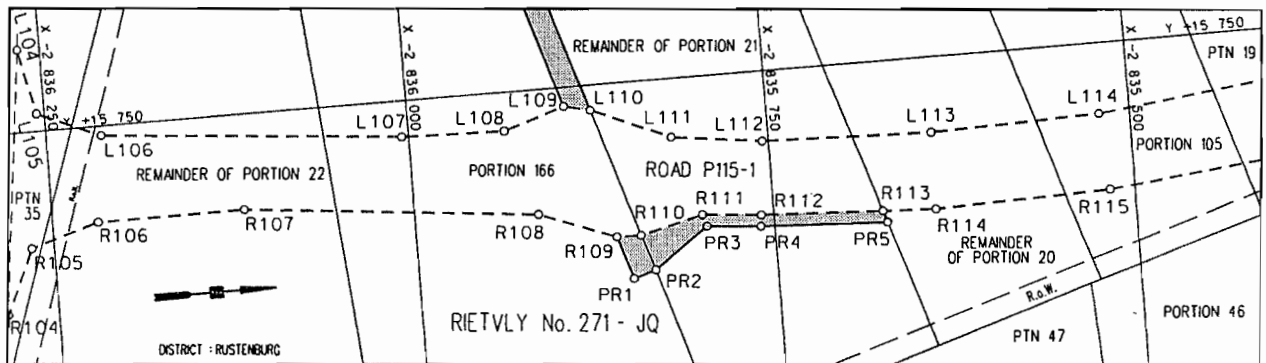 L104
X -2 836 250
L105
Y +15 750
L106
L107
X -2 836 000
L108
L109
L110
REMAINDER OF PORTION 21
L111
L112
X -2 835 750
L113
L114
X -2 835 500
Y +15 750
PTN 19
PORTION 105
REMAINDER OF PORTION 22
PORTION 166
ROAD P115-1
PTN
35
R104
R105
R106
R107
R108
R109
R110
R111
R112
R113
R114
R115
PR1
PR2
PR3
PR4
PR5
REMAINDER
OF PORTION 20
R.o.W.
PTN 47
PORTION 46
RIETVLY No. 271 - JQ
DISTRICT : RUSTENBURG